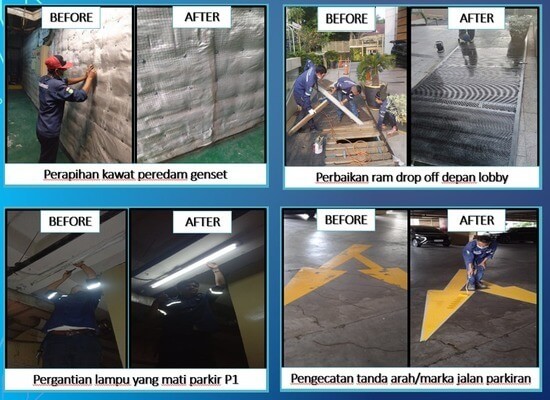 BEFORE
AFTER
Perapihan kawat peredam genset
BEFORE
AFTER
Perbaikan ram drop off depan lobby
BEFORE
AFTER
Pergantian lampu yang mati parkir P1
BEFORE
AFTER
Pengecatan tanda arah/marka jalan parkiran